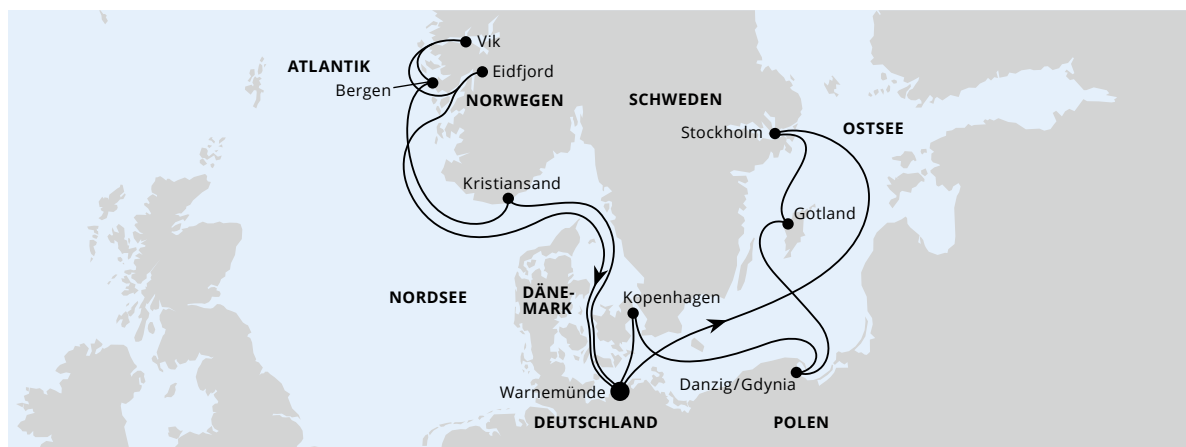 Vik
ATLANTIK
Eidfjord
Bergen
NORWEGEN
SCHWEDEN
OSTSEE
Stockholm
Kristiansand
Gotland
NORDSEE
DÄNE-
MARK
Kopenhagen
Danzig/Gdynia
Warnemünde
DEUTSCHLAND
POLEN